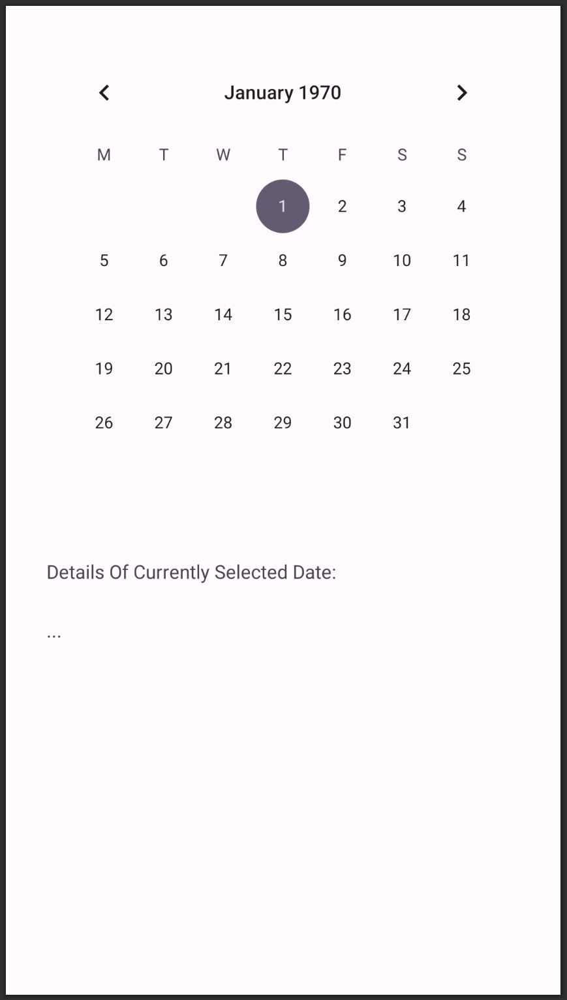 January 1970
M T W T F S S
1 2 3 4
5 6 7 8 9 10 11
12 13 14 15 16 17 18
19 20 21 22 23 24 25
26 27 28 29 30 31
Details Of Currently Selected Date:
...